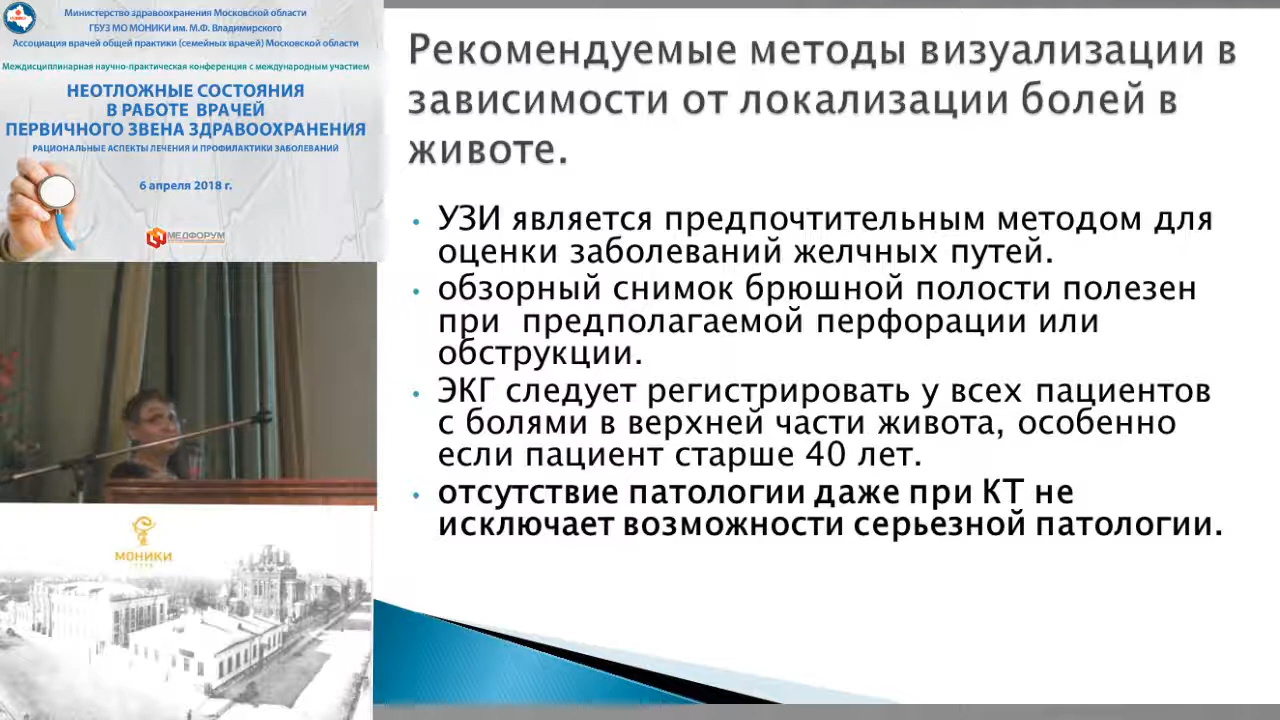 Министерство здравоохранения Московской области
ГБУЗ МО МОНИКИ им. М.Ф. Владимирского
Ассоциация врачей общей практики (семейных врачей) Московской области
Междисциплинарная научно-практическая конференция с международным участием
НЕОТЛОЖНЫЕ СОСТОЯНИЯ
В РАБОТЕ ВРАЧЕЙ
ПЕРВИЧНОГО ЗВЕНА ЗДРАВООХРАНЕНИЯ
РАЦИОНАЛЬНЫЕ АСПЕКТЫ ЛЕЧЕНИЯ И ПРОФИЛАКТИКИ ЗАБОЛЕВАНИЙ
6 апреля 2018 г.
МЕДФОРУМ
МОНИКИ
Рекомендуемые методы визуализации в
зависимости от локализации болей в
животе.
• УЗИ является предпочтительным методом для
оценки заболеваний желчных путей.
• обзорный снимок брюшной полости полезен
при предполагаемой перфорации или
обструкции.
• ЭКГ следует регистрировать у всех пациентов
с болями в верхней части живота, особенно
если пациент старше 40 лет.
• отсутствие патологии даже при КТ не
исключает возможности серьезной патологии.